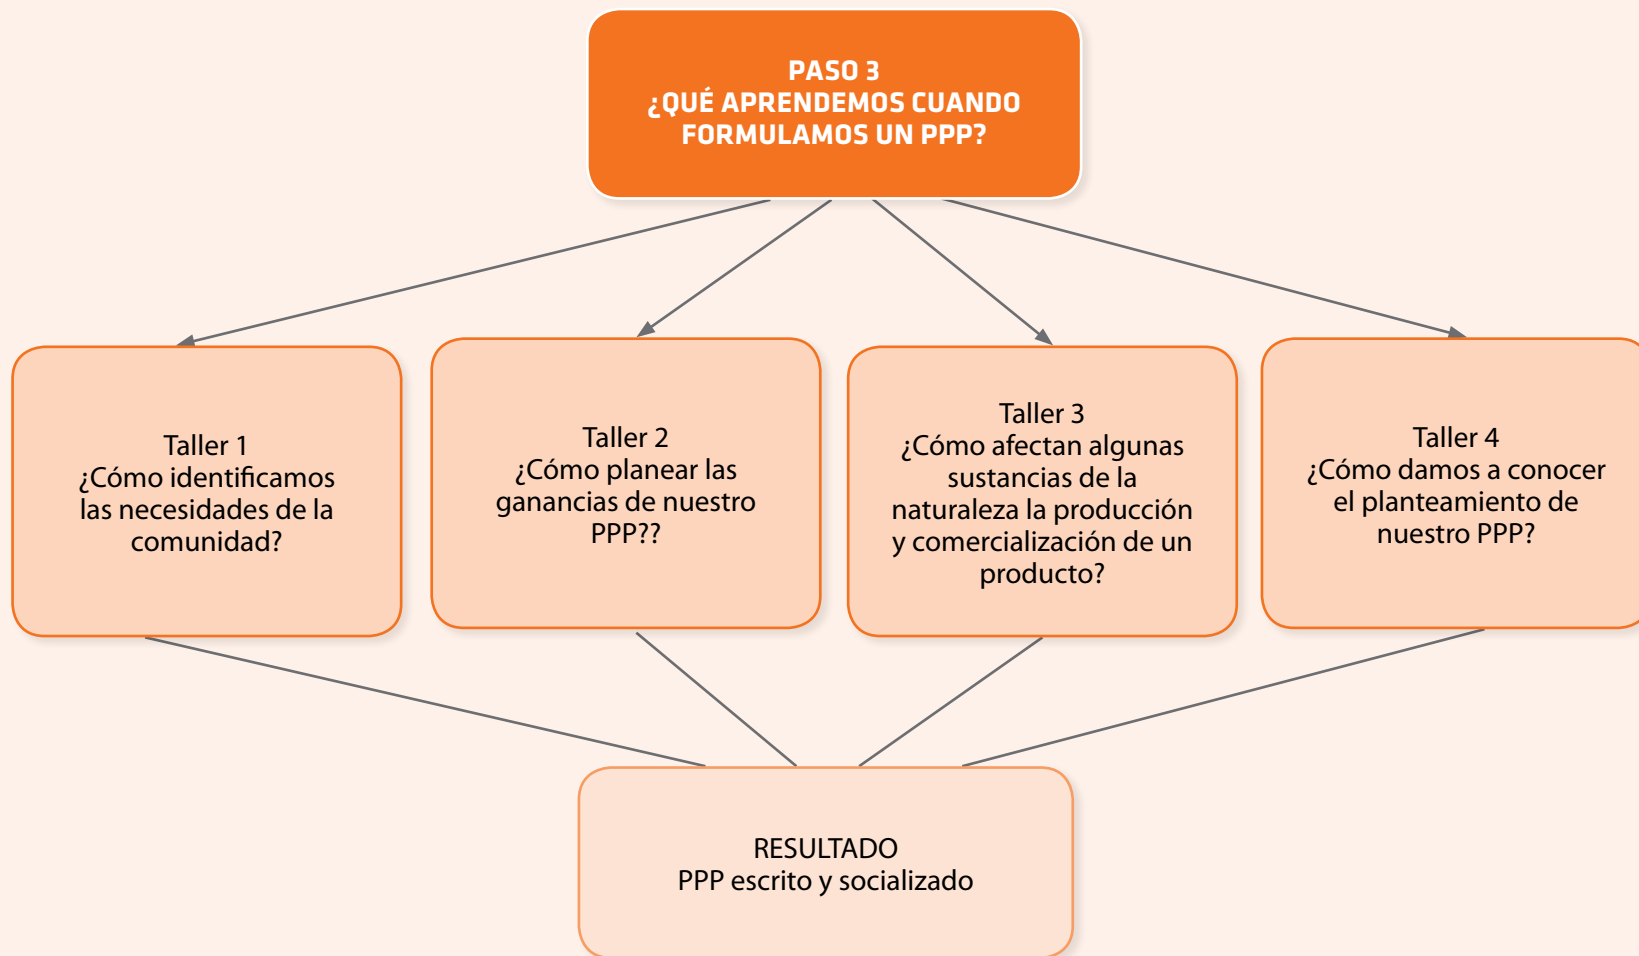 PASO 3
¿QUÉ APRENDEMOS CUANDO
FORMULAMOS UN PPP?
Taller 1
¿Cómo identificamos
las necesidades de la
comunidad?
Taller 2
¿Cómo planear las
ganancias de nuestro
PPP??
Taller 3
¿Cómo afectan algunas
sustancias de la
naturaleza la producción
y comercialización de un
producto?
Taller 4
¿Cómo damos a conocer
el planteamiento de
nuestro PPP?
RESULTADO
PPP escrito y socializado